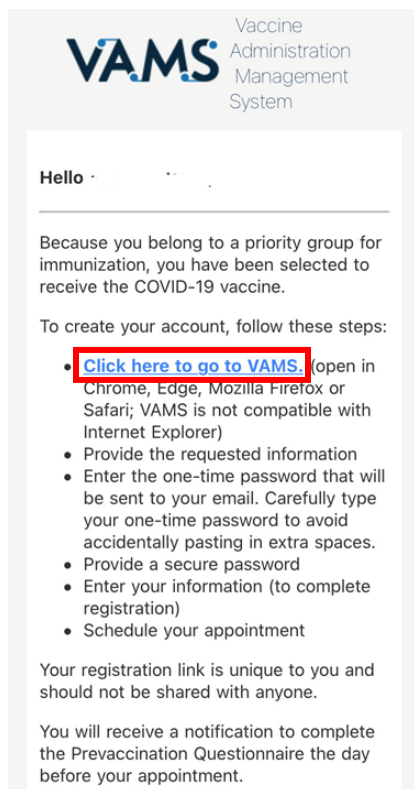 VAMS
Vaccine
Administration
Management
System
Hello
Because you belong to a priority group for
immunization, you have been selected to
receive the COVID-19 vaccine.
To create your account, follow these steps:
• Click here to go to VAMS. (open in
Chrome, Edge, Mozilla Firefox or
Safari; VAMS is not compatible with
Internet Explorer)
• Provide the requested information
• Enter the one-time password that will
be sent to your email. Carefully type
your one-time password to avoid
accidentally pasting in extra spaces.
• Provide a secure password
• Enter your information (to complete
registration)
• Schedule your appointment
Your registration link is unique to you and
should not be shared with anyone.
You will receive a notification to complete
the Prevaccination Questionnaire the day
before your appointment.